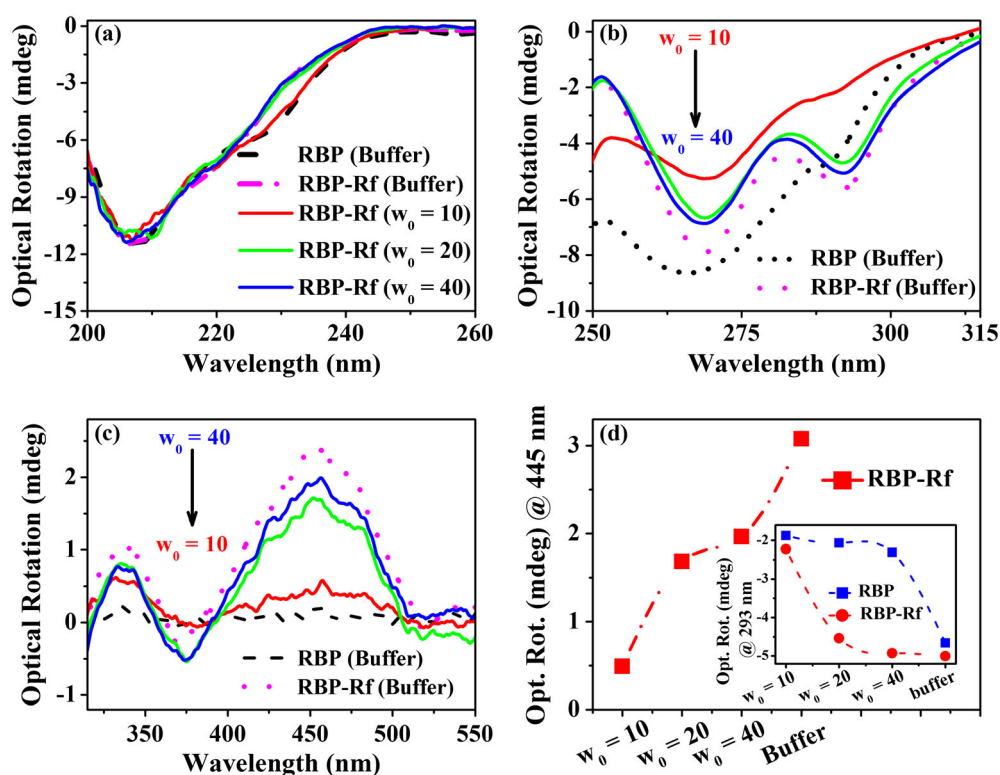 (a)
0
-3
-6
-9
-12
-15
200
220
240
260
Optical Rotation (mdeg)
Wavelength (nm)
RBP (Buffer)
RBP-Rf (Buffer)
RBP-Rf (w0 = 10)
RBP-Rf (w0 = 20)
RBP-Rf (w0 = 40)
(b)
w0 = 10
w0 = 40
0
-2
-4
-6
-8
-10
250
275
300
315
Optical Rotation (mdeg)
Wavelength (nm)
RBP (Buffer)
RBP-Rf (Buffer)
(c)
w0 = 40
w0 = 10
2
1
0
-1
350
400
450
500
550
Optical Rotation (mdeg)
Wavelength (nm)
RBP (Buffer)
RBP-Rf (Buffer)
(d)
3
2
1
0
Opt. Rot. (mdeg) @ 445 nm
w0 = 10
w0 = 20
w0 = 40
Buffer
RBP-Rf
-2
-3
-4
-5
Opt. Rot. (mdeg)
@ 293 nm
RBP
RBP-Rf
w0 = 10
w0 = 20
w0 = 40
buffer